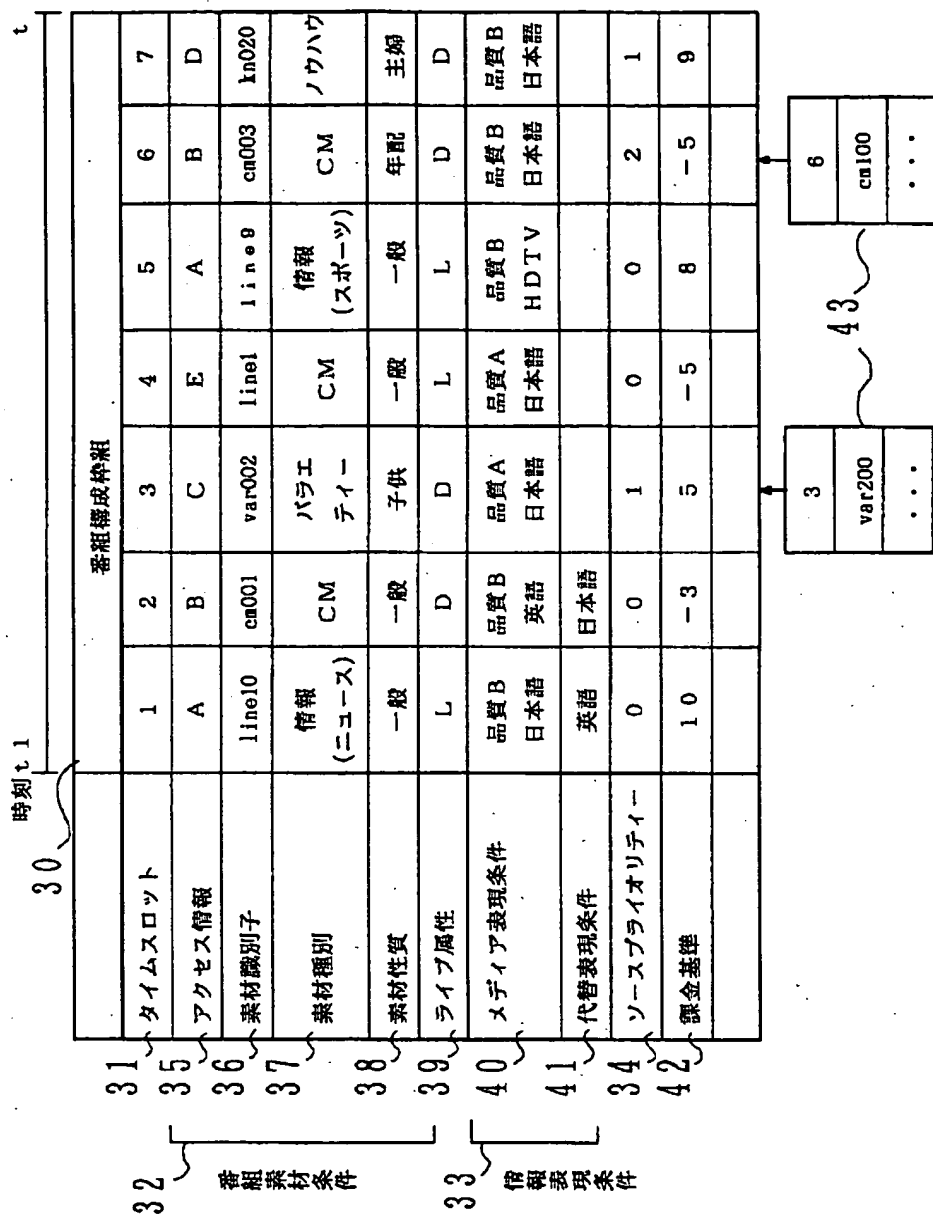 時刻t1
t
30
番組構成枠組
31 タイムスロット 1 2 3 4 5 6 7
35 アクセス情報 A B C E A B D
36 素材識別子 line10 cm001 var002 line1 line9 cm003 kn020
37 素材種別 情報 CM バラエ CM 情報 CM ノウハウ
(ニュース) ティー (スポーツ)
38 素材性質 一般 一般 子供 一般 一般 年配 主婦
39 ライブ属性 L D D L L D D
40 メディア表現条件 品質B 品質B 品質A 品質A 品質B 品質B 品質B
日本語 英語 日本語 日本語 HDTV 日本語 日本語
41 代替表現条件 英語 日本語
34 ソースプライオリティー 0 0 1 0 0 2 1
42 課金基準 10 -3 5 -5 8 -5 9
32
番組素材条件
33
情報表現条件
3
var200
・・・
43
6
cm100
・・・